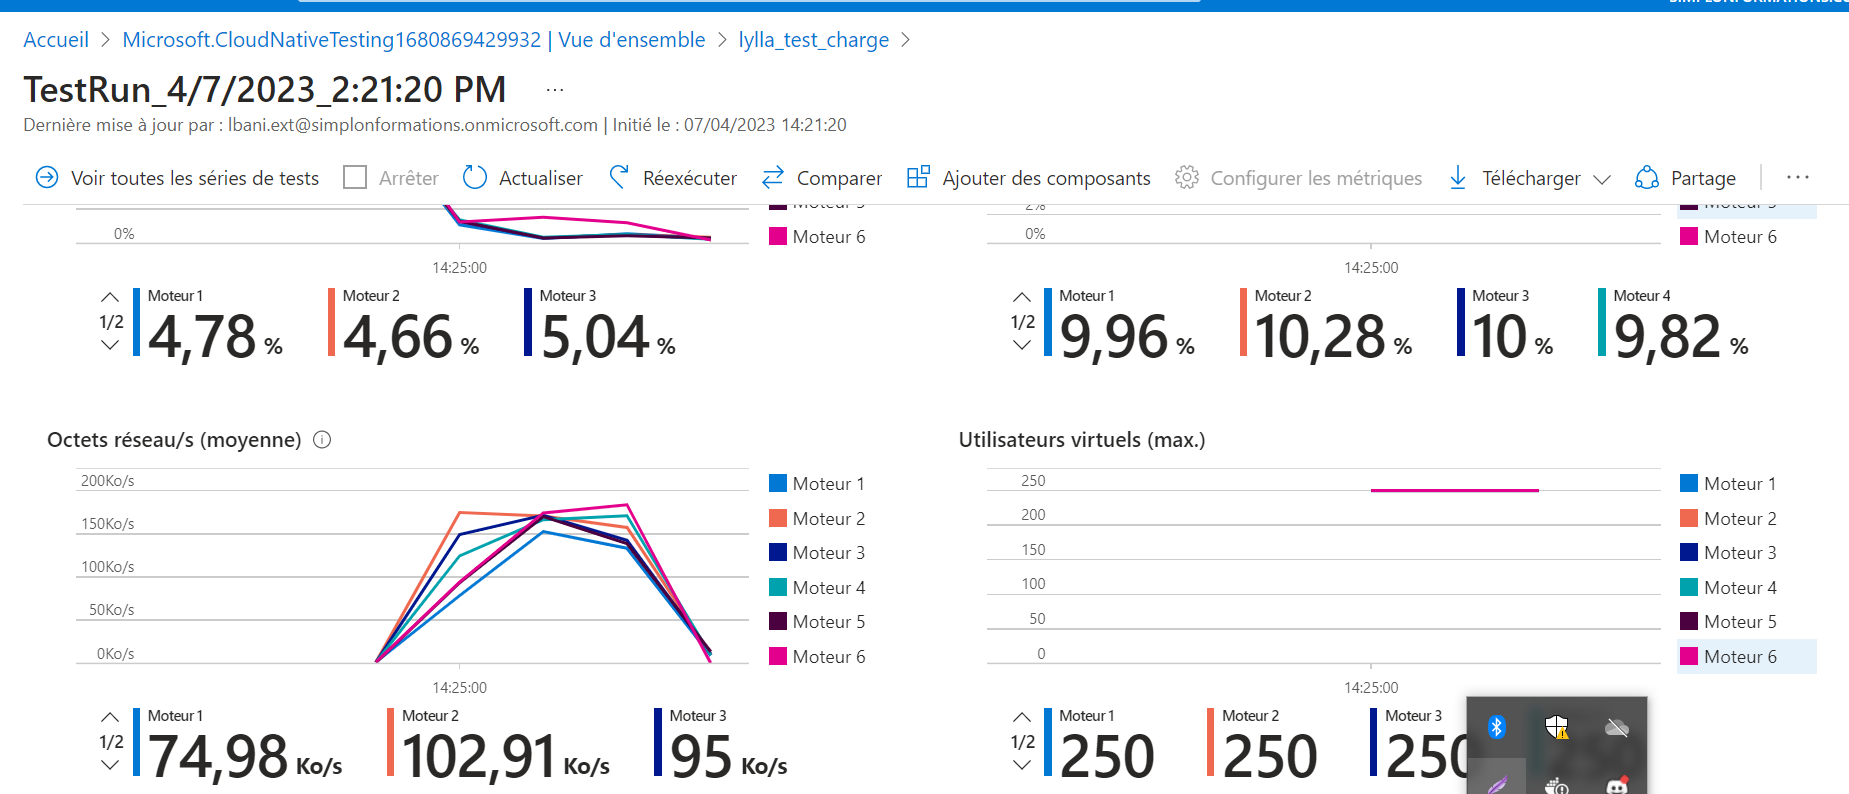 Accueil > Microsoft.CloudNativeTesting1680869429932 | Vue d'ensemble > lylla_test_charge >
TestRun_4/7/2023_2:21:20 PM ...
Dernière mise à jour par : lbani.ext@simplonformations.onmicrosoft.com | Initié le : 07/04/2023 14:21:20
Voir toutes les séries de tests Arrêter Actualiser Réexécuter Comparer Ajouter des composants Configurer les métriques Télécharger Partage ...
0%
Moteur 6
14:25:00
1/2
Moteur 1
4,78 %
Moteur 2
4,66 %
Moteur 3
5,04 %
2%
0%
Moteur 6
14:25:00
1/2
Moteur 1
9,96 %
Moteur 2
10,28 %
Moteur 3
10 %
Moteur 4
9,82 %
Octets réseau/s (moyenne)
200Ko/s
150Ko/s
100Ko/s
50Ko/s
0Ko/s
14:25:00
Moteur 1
Moteur 2
Moteur 3
Moteur 4
Moteur 5
Moteur 6
1/2
Moteur 1
74,98 Ko/s
Moteur 2
102,91 Ko/s
Moteur 3
95 Ko/s
Utilisateurs virtuels (max.)
250
200
150
100
50
0
14:25:00
Moteur 1
Moteur 2
Moteur 3
Moteur 4
Moteur 5
Moteur 6
1/2
Moteur 1
250
Moteur 2
250
Moteur 3
250